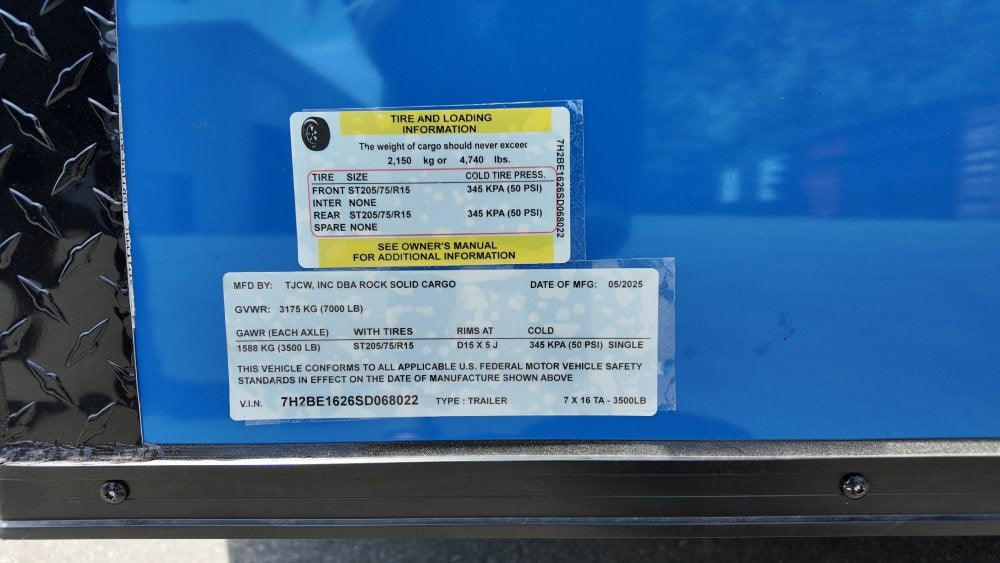 TIRE AND LOADING
INFORMATION
The weight of cargo should never exceed
2,150 kg or 4,740 lbs.
TIRE SIZE COLD TIRE PRESS.
FRONT ST205/75/R15 345 KPA (50 PSI)
INTER NONE
REAR ST205/75/R15 345 KPA (50 PSI)
SPARE NONE
SEE OWNER'S MANUAL
FOR ADDITIONAL INFORMATION
7H2BE1626SD068022
MFD BY: TJCW, INC DBA ROCK SOLID CARGO DATE OF MFG: 05/2025
GVWR: 3175 KG (7000 LB)
GAWR (EACH AXLE) WITH TIRES RIMS AT COLD
1588 KG (3500 LB) ST205/75/R15 D15 X 5 J 345 KPA (50 PSI) SINGLE
THIS VEHICLE CONFORMS TO ALL APPLICABLE U.S. FEDERAL MOTOR VEHICLE SAFETY
STANDARDS IN EFFECT ON THE DATE OF MANUFACTURE SHOWN ABOVE
V.I.N. 7H2BE1626SD068022 TYPE : TRAILER 7 X 16 TA - 3500LB